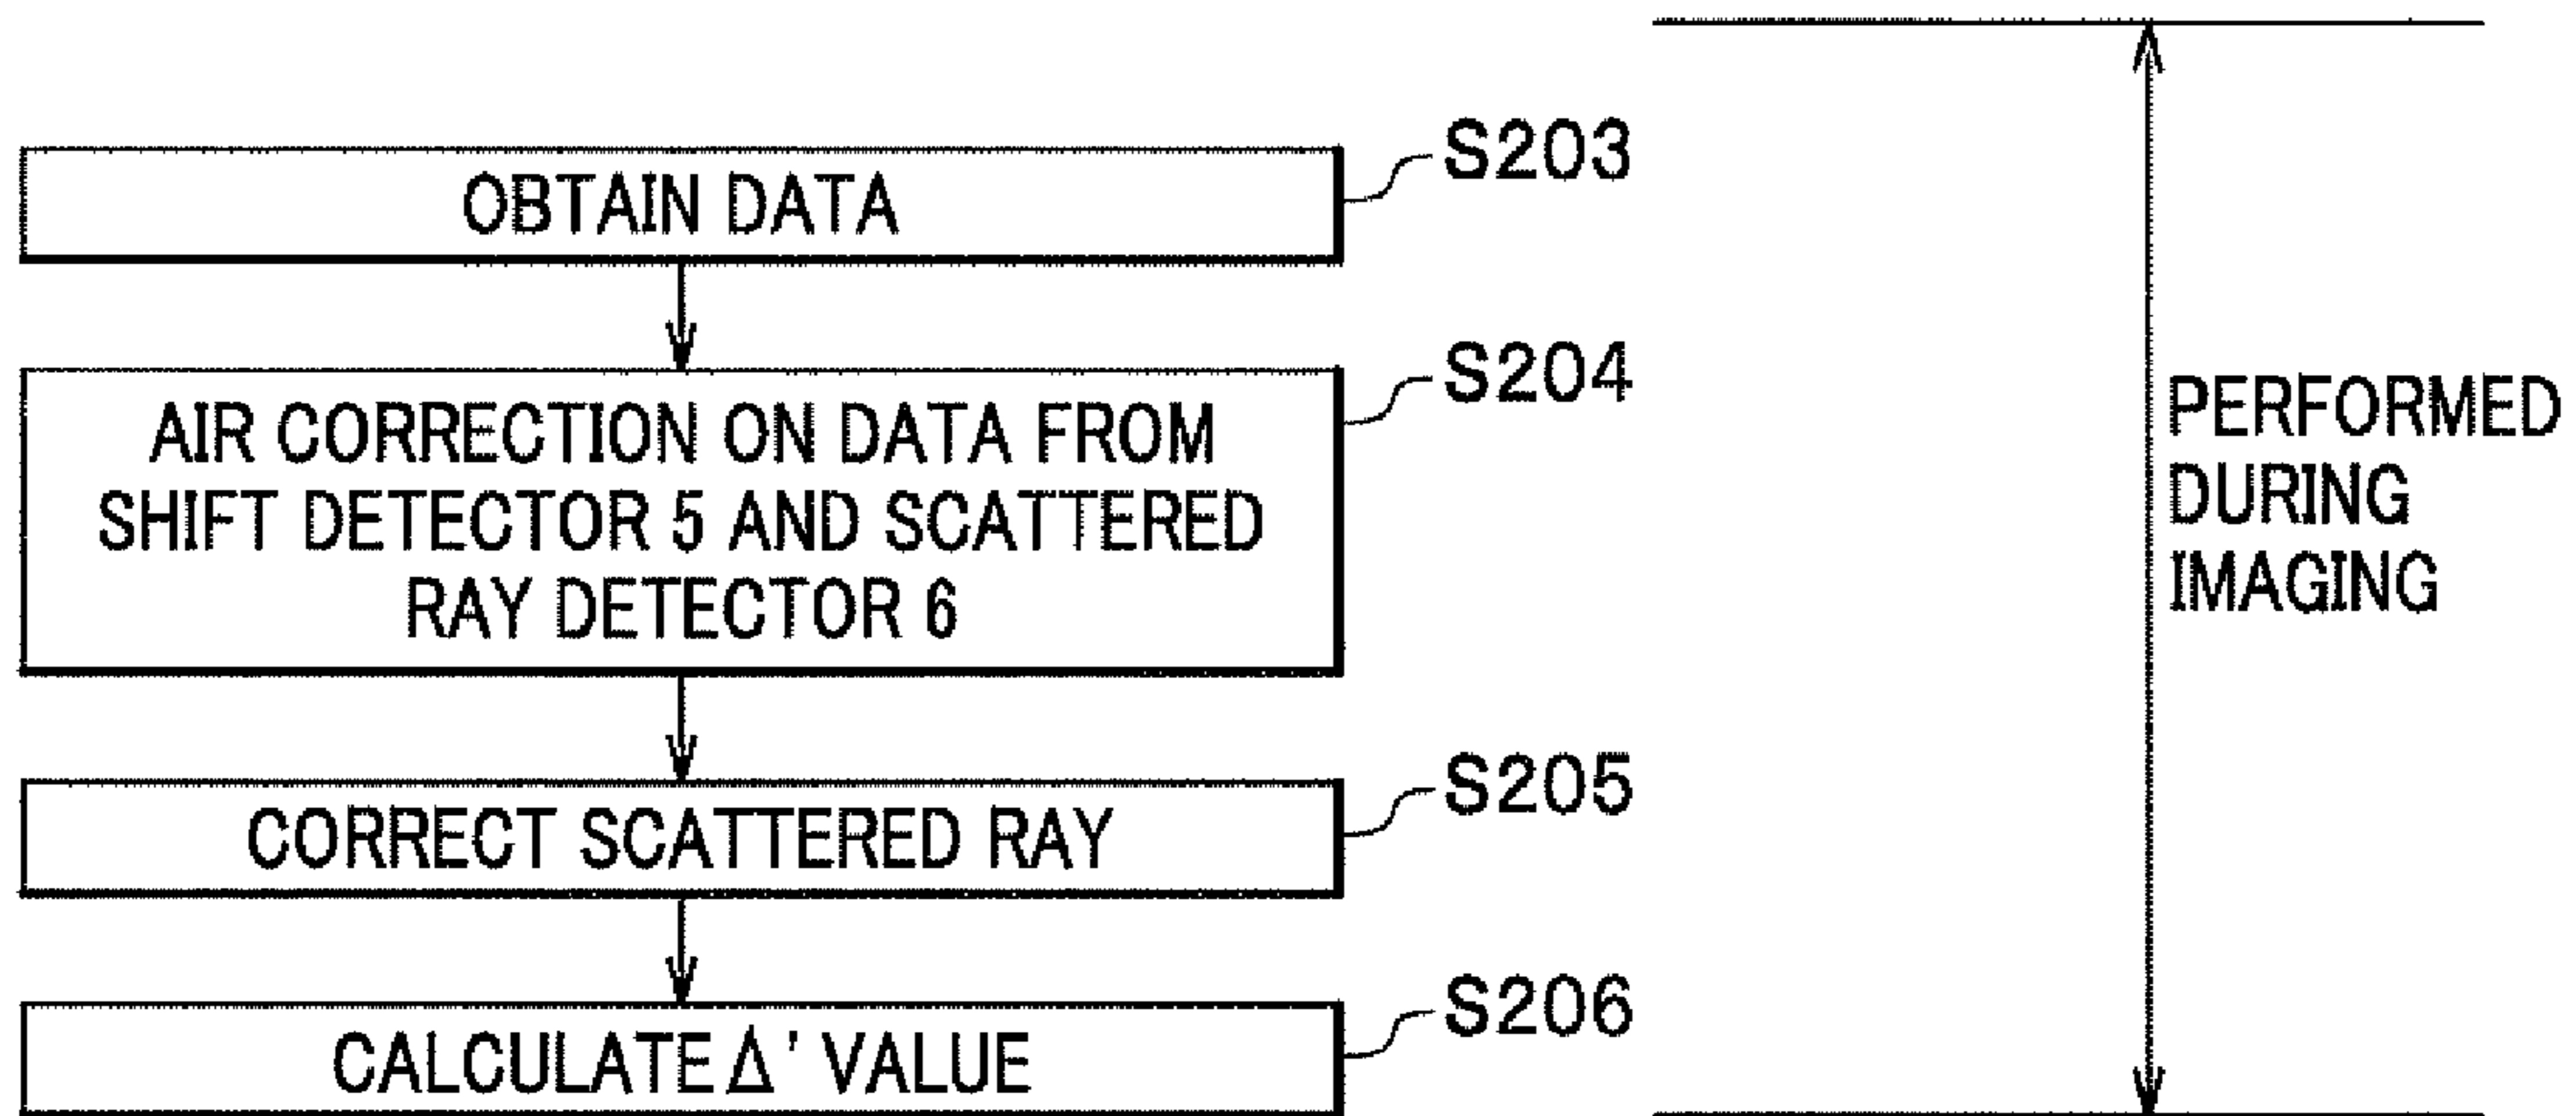 S203
OBTAIN DATA
S204
AIR CORRECTION ON DATA FROM
SHIFT DETECTOR 5 AND SCATTERED
RAY DETECTOR 6
S205
CORRECT SCATTERED RAY
S206
CALCULATE Δ' VALUE
PERFORMED
DURING
IMAGING